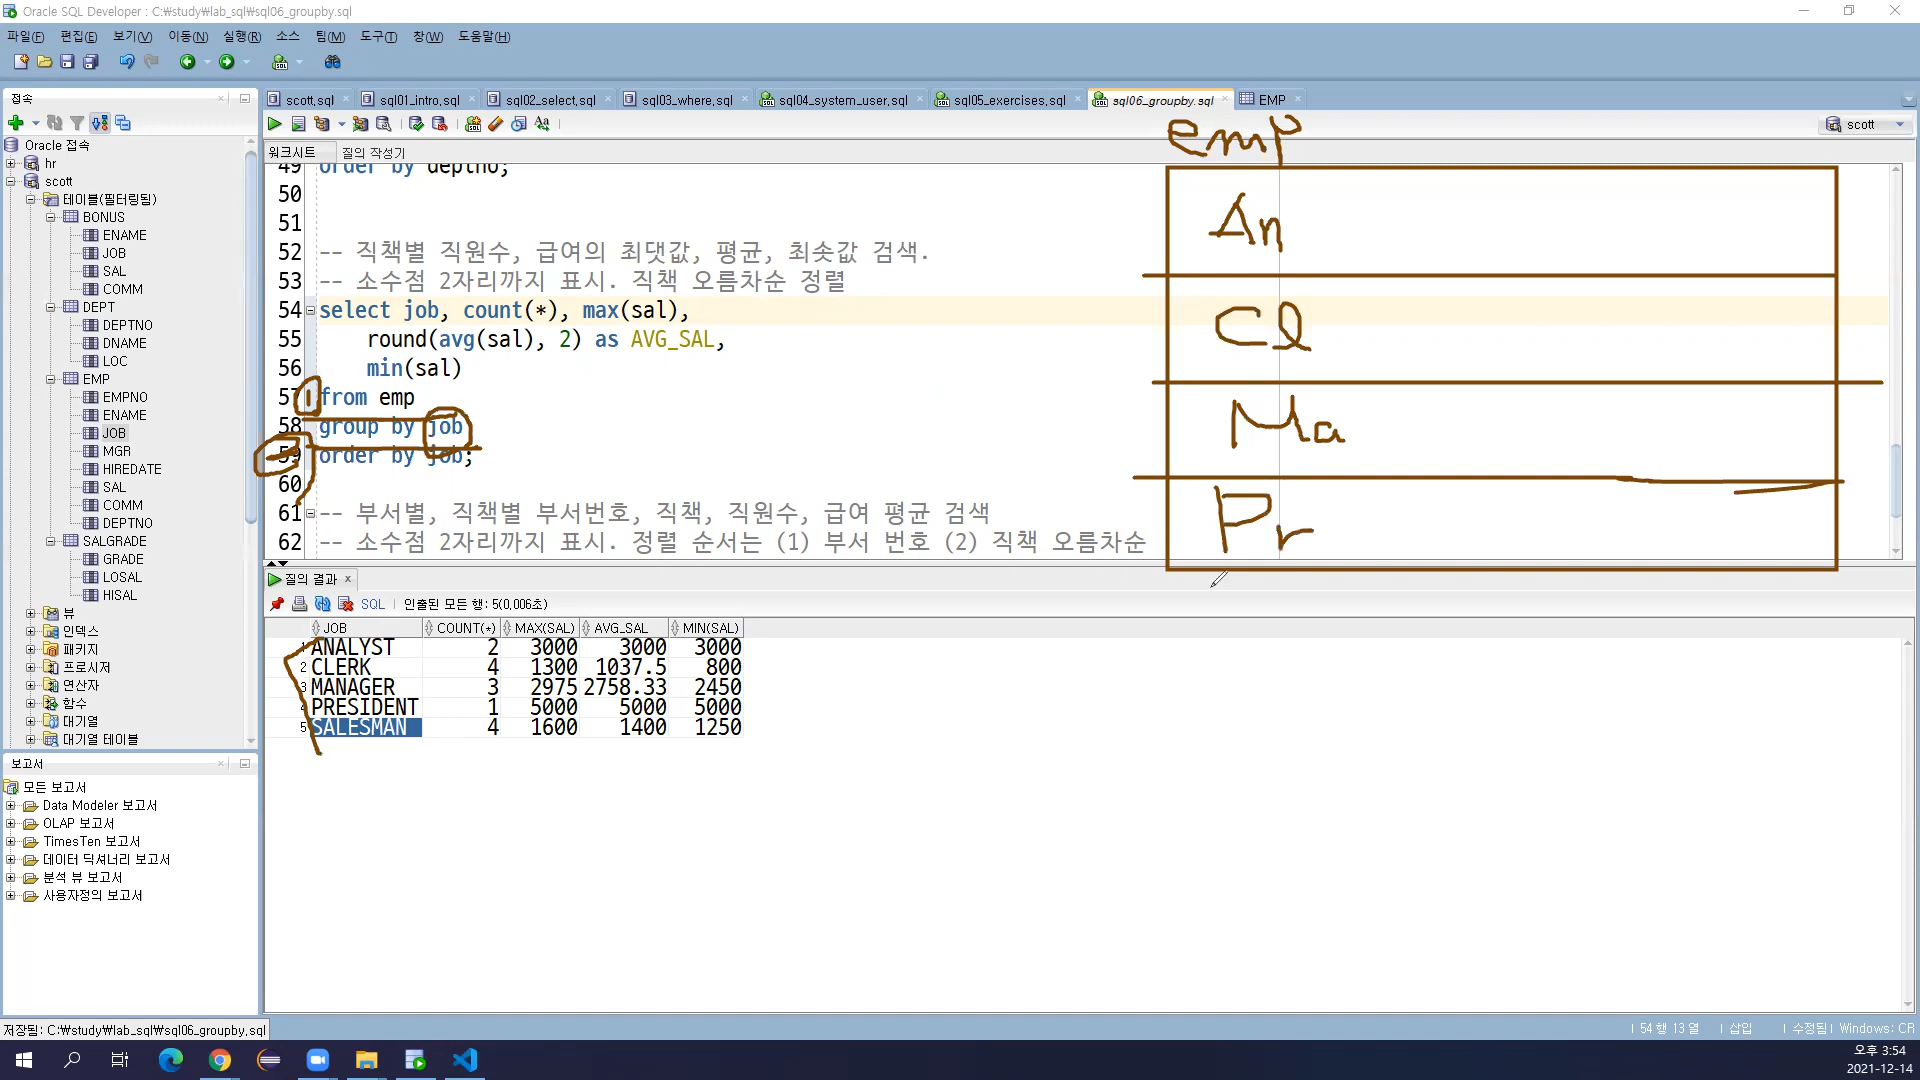 Oracle SQL Developer : C:￦study￦lab_sql￦sql06_groupby.sql
파일(F) 편집(E) 보기(V) 이동(N) 실행(R) 소스 팀(M) 도구(T) 창(W) 도움말(H)
접속
scott.sql sql01_intro.sql sql02_select.sql sql03_where.sql sql04_system_user.sql sql05_exercises.sql sql06_groupby.sql EMP
scott
워크시트 질의 작성기
emp
Oracle 접속
hr
scott
테이블(필터링됨)
BONUS
ENAME
JOB
SAL
COMM
DEPT
DEPTNO
DNAME
LOC
EMP
EMPNO
ENAME
JOB
MGR
HIREDATE
SAL
COMM
DEPTNO
SALGRADE
GRADE
LOSAL
HISAL
뷰
인덱스
패키지
프로시저
연산자
함수
대기열
대기열 테이블
49 order by deptno;
50
51
52 -- 직책별 직원수, 급여의 최댓값, 평균, 최솟값 검색.
53 -- 소수점 2자리까지 표시. 직책 오름차순 정렬
54 select job, count(*), max(sal),
55 round(avg(sal), 2) as AVG_SAL,
56 min(sal)
57 from emp
58 group by job
59 order by job;
60
61 -- 부서별, 직책별 부서번호, 직책, 직원수, 급여 평균 검색
62 -- 소수점 2자리까지 표시. 정렬 순서는 (1) 부서 번호 (2) 직책 오름차순
1
An
Cl
Ma
Pr
질의 결과
SQL 인출된 모든 행: 5(0,006초)
JOB COUNT(*) MAX(SAL) AVG_SAL MIN(SAL)
1 ANALYST 2 3000 3000 3000
2 CLERK 4 1300 1037.5 800
3 MANAGER 3 2975 2758.33 2450
4 PRESIDENT 1 5000 5000 5000
5 SALESMAN 4 1600 1400 1250
보고서
모든 보고서
Data Modeler 보고서
OLAP 보고서
TimesTen 보고서
데이터 딕셔너리 보고서
분석 뷰 보고서
사용자정의 보고서
저장됨: C:￦study￦lab_sql￦sql06_groupby.sql
54 행 13 열 삽입 수정됨 Windows: CR
오후 3:54
2021-12-14